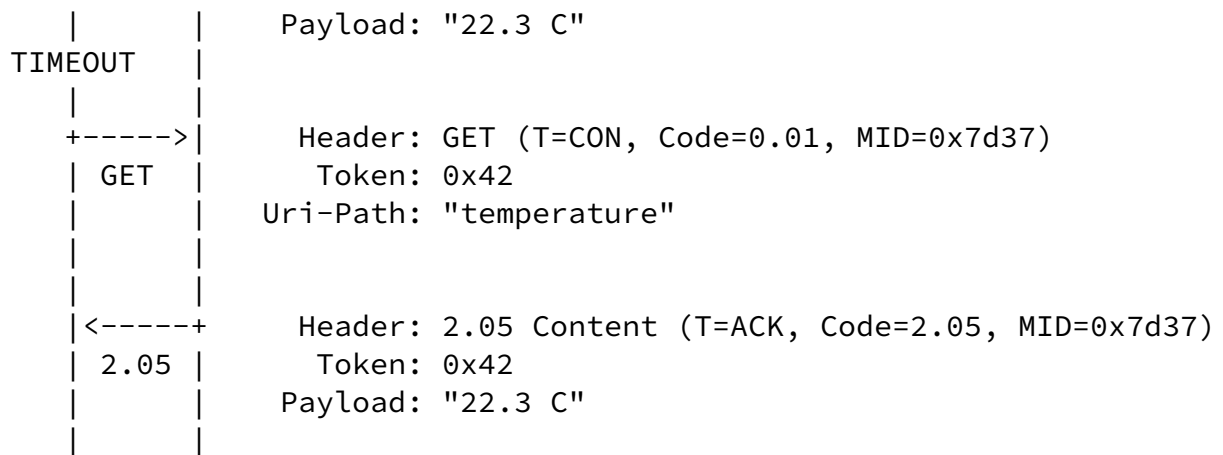 |       |    Payload: "22.3 C"
TIMEOUT    |
   |       |
   +----->|     Header: GET (T=CON, Code=0.01, MID=0x7d37)
   | GET  |      Token: 0x42
   |      |   Uri-Path: "temperature"
   |      |
   |      |
   |<-----+     Header: 2.05 Content (T=ACK, Code=2.05, MID=0x7d37)
   | 2.05 |      Token: 0x42
   |      |    Payload: "22.3 C"
   |      |